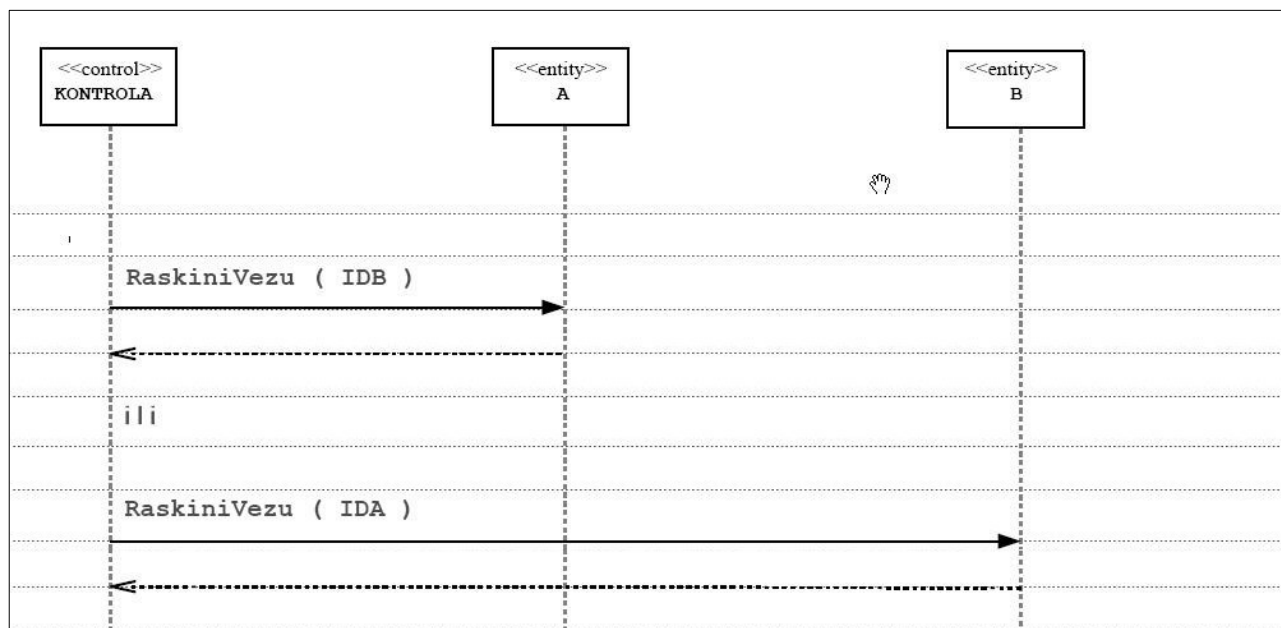 <<control>>
KONTROLA
<<entity>>
A
<<entity>>
B
RaskiniVezu ( IDB )
ili
RaskiniVezu ( IDA )